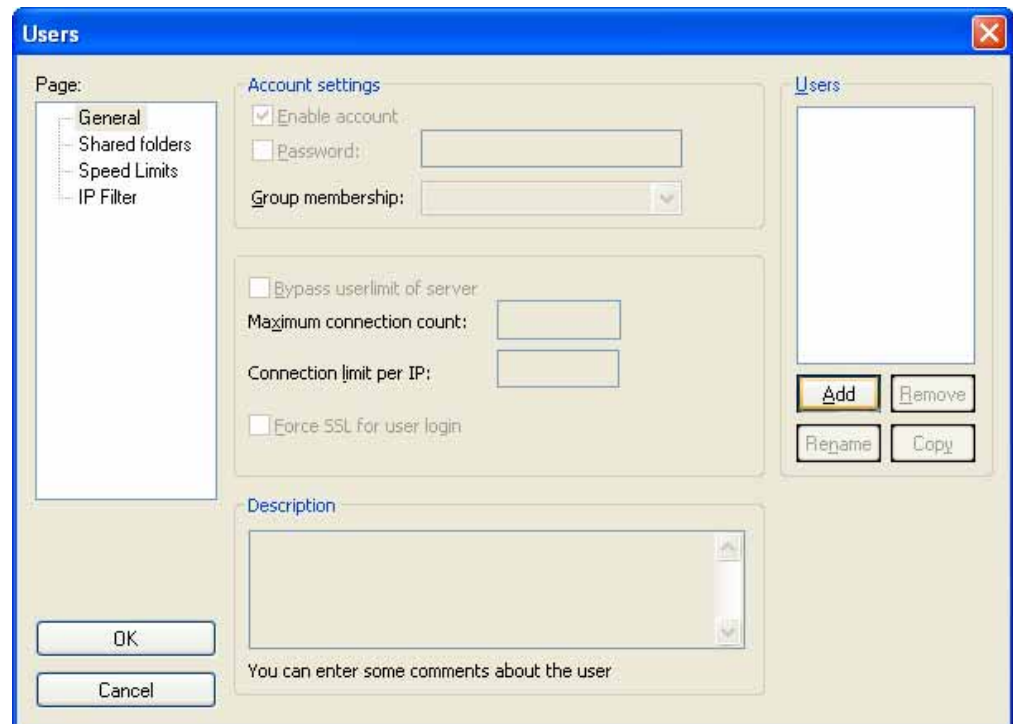 Users
Page:
General
Shared folders
Speed Limits
IP Filter
Account settings
Enable account
Password:
Group membership:
Bypass userlimit of server
Maximum connection count:
Connection limit per IP:
Force SSL for user login
Description
You can enter some comments about the user
Users
Add
Remove
Rename
Copy
OK
Cancel